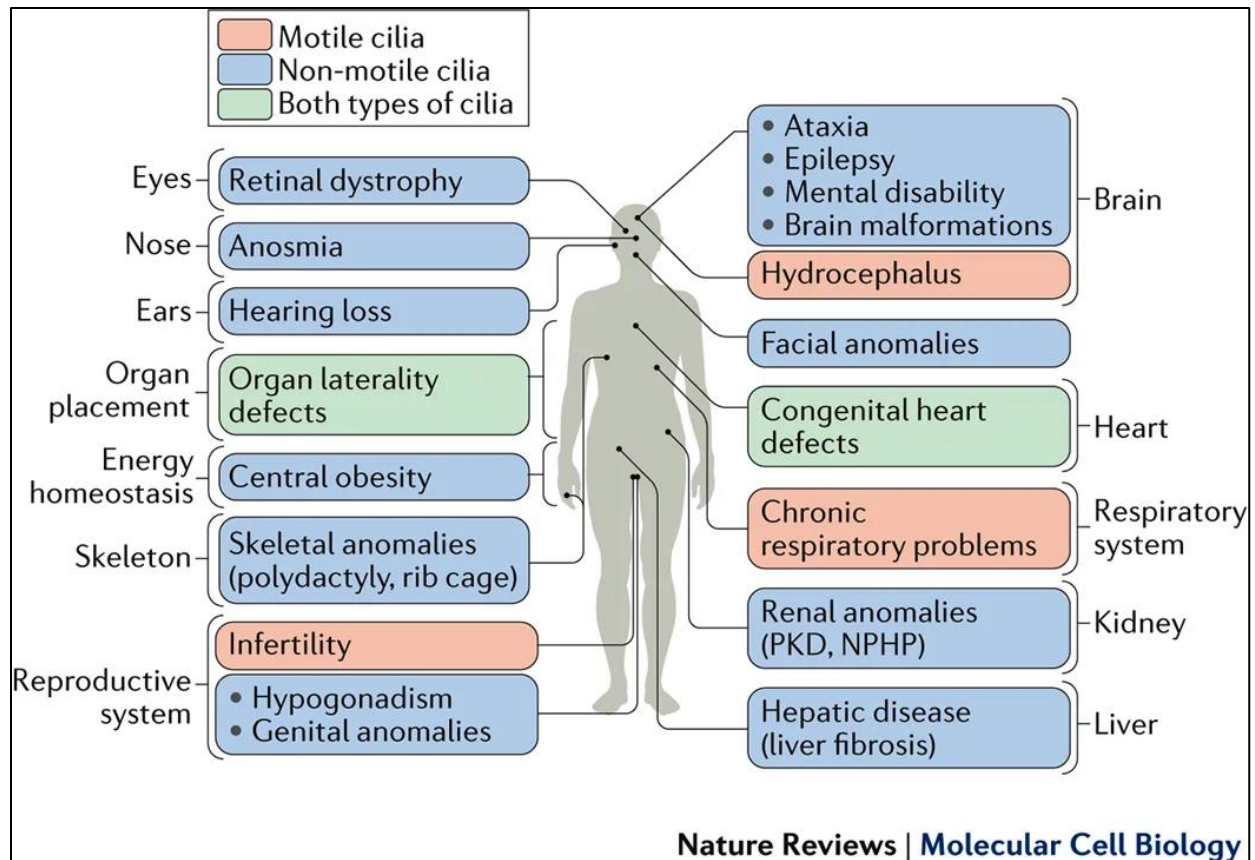 Motile cilia
Non-motile cilia
Both types of cilia
Eyes
Retinal dystrophy
Nose
Anosmia
Ears
Hearing loss
Organ
placement
Organ laterality
defects
Energy
homeostasis
Central obesity
Skeleton
Skeletal anomalies
(polydactyly, rib cage)
Reproductive
system
Infertility
• Hypogonadism
• Genital anomalies
• Ataxia
• Epilepsy
• Mental disability
• Brain malformations
Brain
Hydrocephalus
Facial anomalies
Congenital heart
defects
Heart
Chronic
respiratory problems
Respiratory
system
Renal anomalies
(PKD, NPHP)
Kidney
Hepatic disease
(liver fibrosis)
Liver
Nature Reviews | Molecular Cell Biology